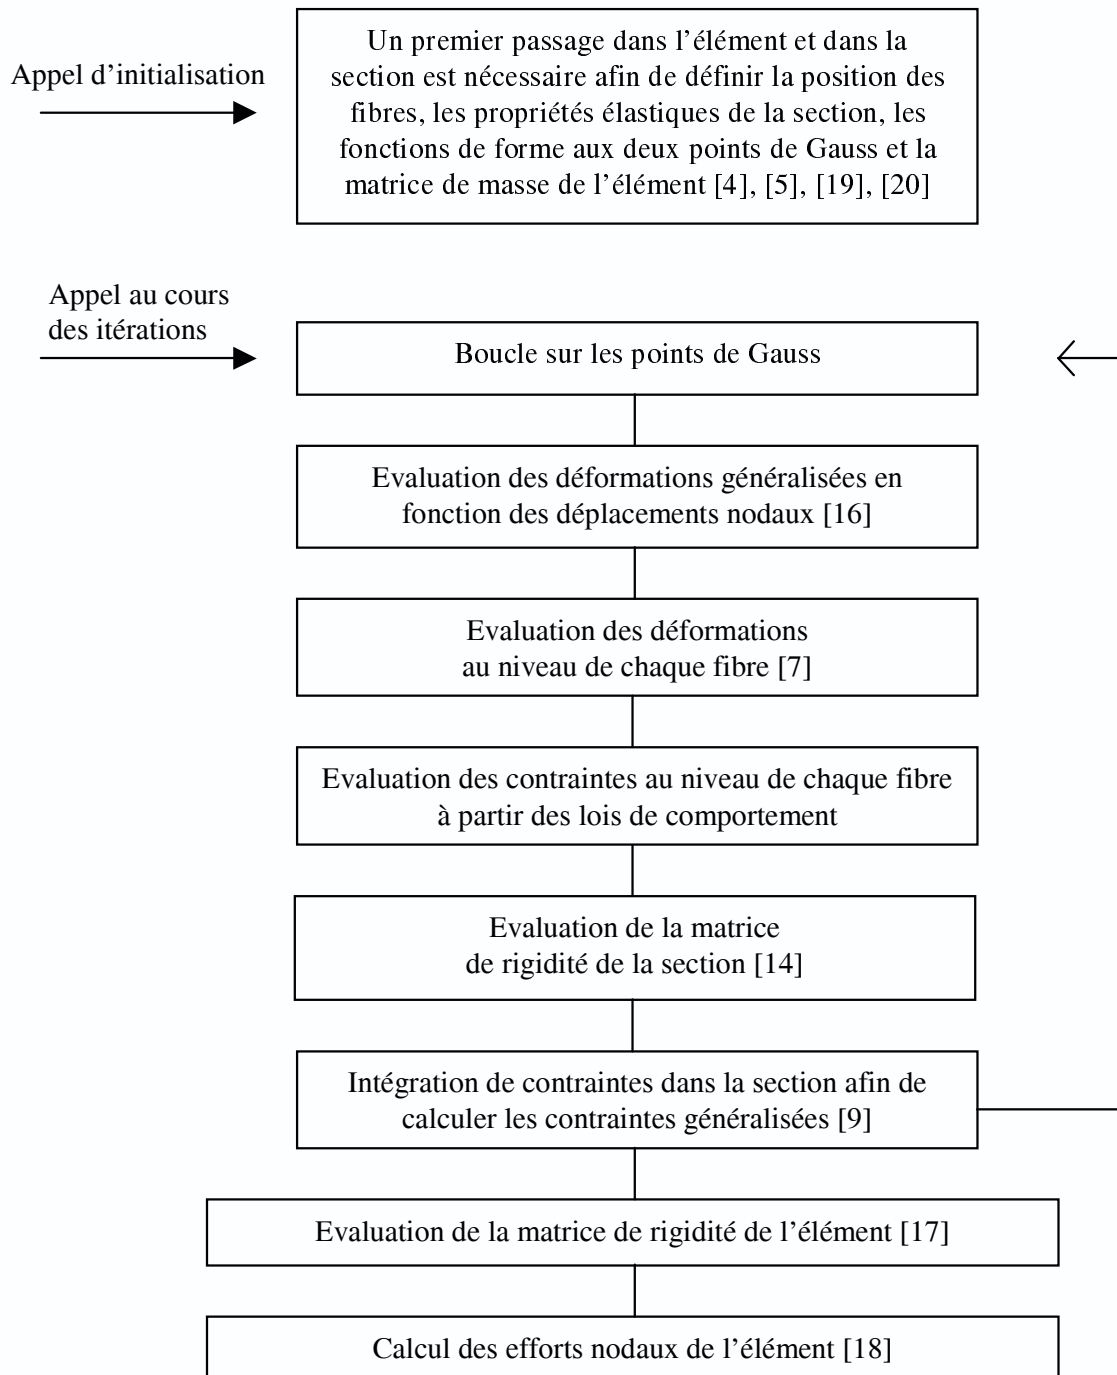 Appel d’initialisation
Un premier passage dans l’élément et dans la
section est nécessaire afin de définir la position des
fibres, les propriétés élastiques de la section, les
fonctions de forme aux deux points de Gauss et la
matrice de masse de l’élément [4], [5], [19], [20]
Appel au cours
des itérations
Boucle sur les points de Gauss
Evaluation des déformations généralisées en
fonction des déplacements nodaux [16]
Evaluation des déformations
au niveau de chaque fibre [7]
Evaluation des contraintes au niveau de chaque fibre
à partir des lois de comportement
Evaluation de la matrice
de rigidité de la section [14]
Intégration de contraintes dans la section afin de
calculer les contraintes généralisées [9]
Evaluation de la matrice de rigidité de l’élément [17]
Calcul des efforts nodaux de l’élément [18]